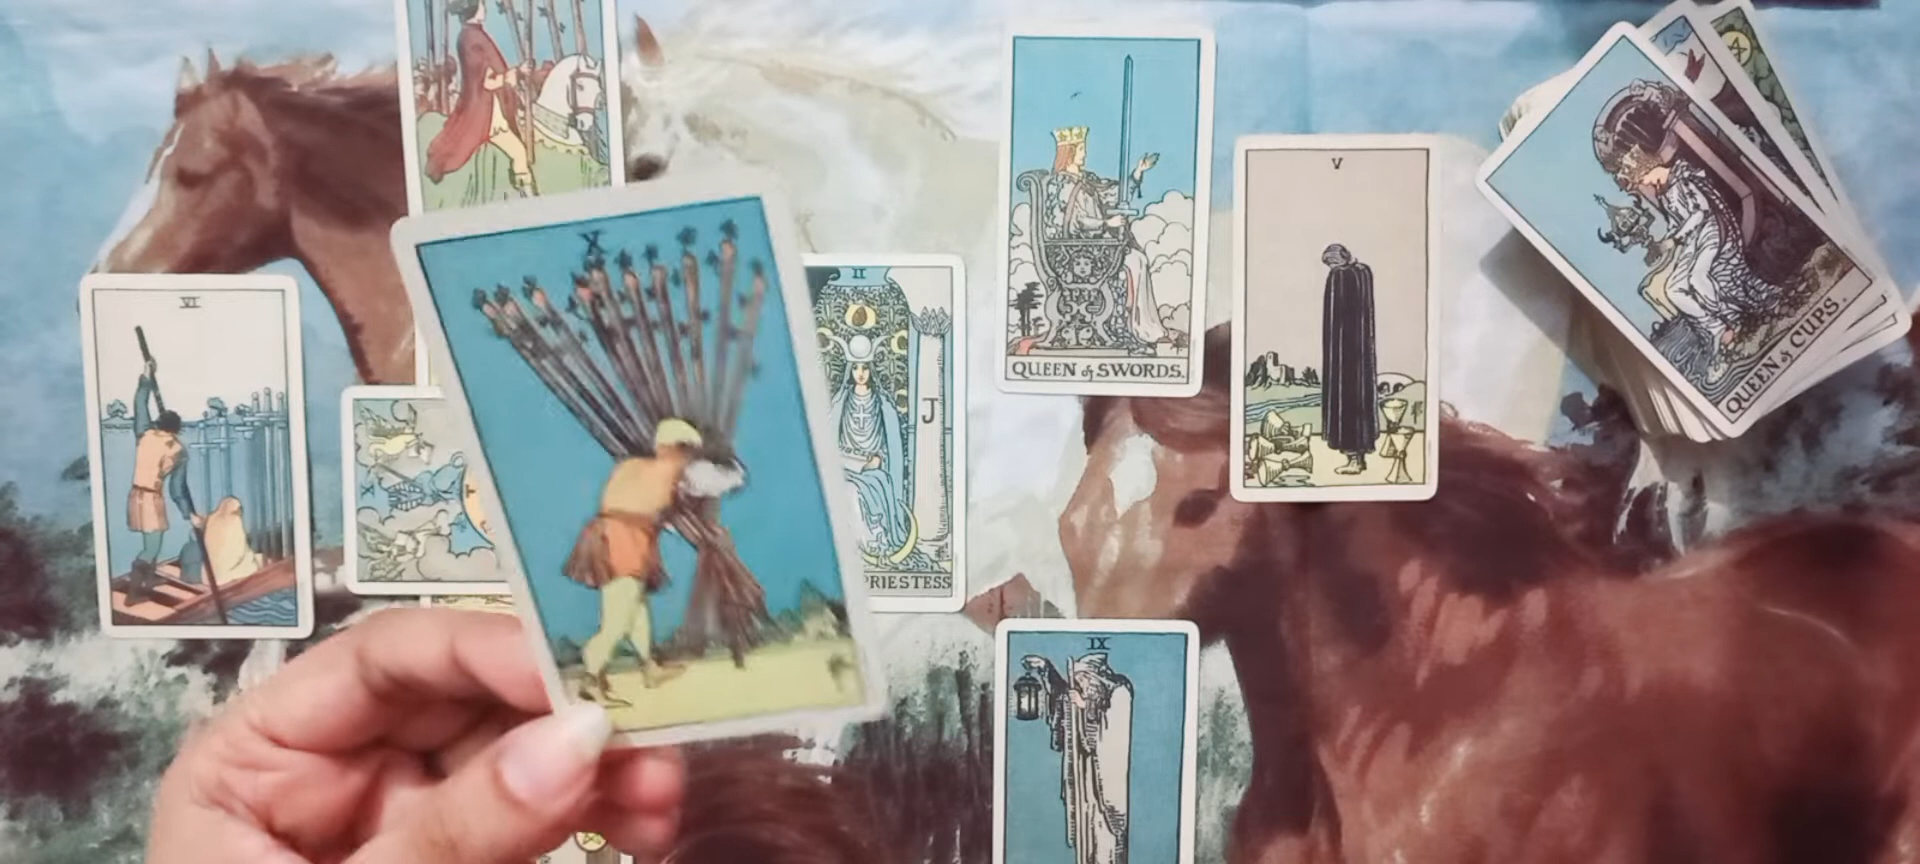 X
VI
II
J
PRIESTESS
QUEEN of SWORDS.
V
QUEEN of CUPS.
IX
X
T